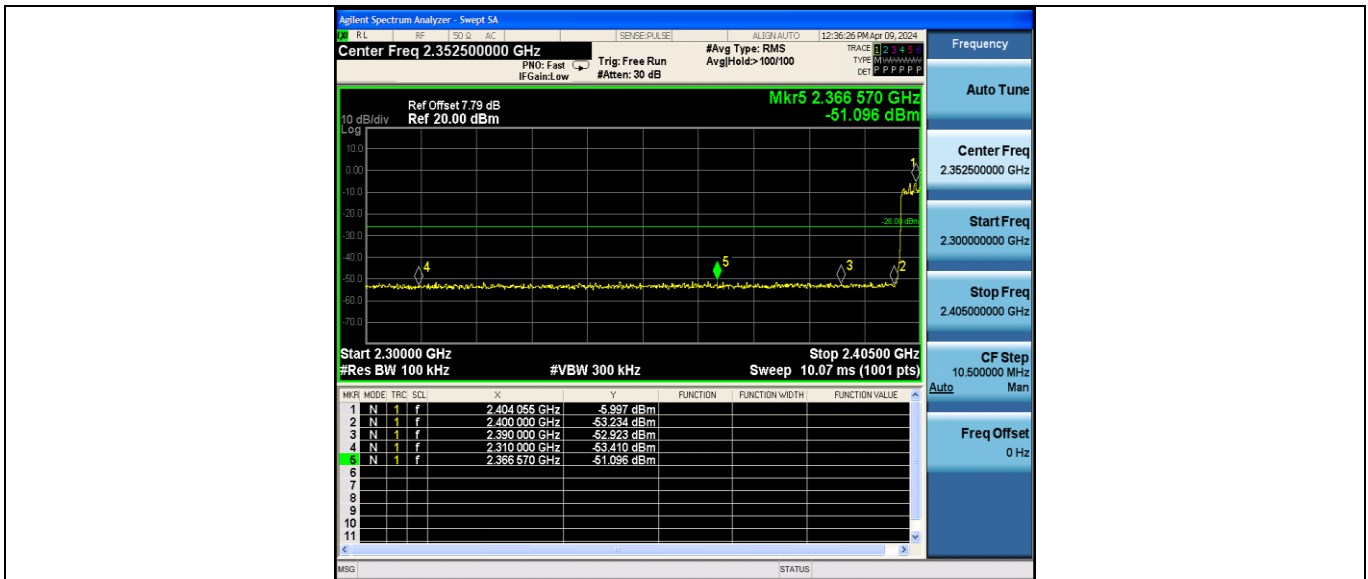 Agilent Spectrum Analyzer - Swept SA
LXI RL RF 50 Ω AC SENSE:PULSE ALIGNAUTO 12:36:26 PM Apr 09, 2024
Center Freq 2.352500000 GHz
PNO: Fast
IFGain:Low
Trig: Free Run
#Atten: 30 dB
#Avg Type: RMS
Avg|Hold:> 100/100
TRACE 1 2 3 4 5 6
TYPE MWWWWW
DET P P P P P P
Frequency
Auto Tune
Center Freq
2.352500000 GHz
Start Freq
2.300000000 GHz
Stop Freq
2.405000000 GHz
CF Step
10.500000 MHz
Auto Man
Freq Offset
0 Hz
Mkr5 2.366 570 GHz
-51.096 dBm
Ref Offset 7.79 dB
10 dB/div Ref 20.00 dBm
Log
10.0
0.00
-10.0
-20.0
-30.0
-40.0
-50.0
-60.0
-70.0
1
-26.00 dBm
4
5
3
2
Start 2.30000 GHz Stop 2.40500 GHz
#Res BW 100 kHz #VBW 300 kHz Sweep 10.07 ms (1001 pts)
MKR MODE TRC SCL X Y FUNCTION FUNCTION WIDTH FUNCTION VALUE
1 N 1 f 2.404 055 GHz -5.997 dBm
2 N 1 f 2.400 000 GHz -53.234 dBm
3 N 1 f 2.390 000 GHz -52.923 dBm
4 N 1 f 2.310 000 GHz -53.410 dBm
5 N 1 f 2.366 570 GHz -51.096 dBm
6
7
8
9
10
11
MSG STATUS